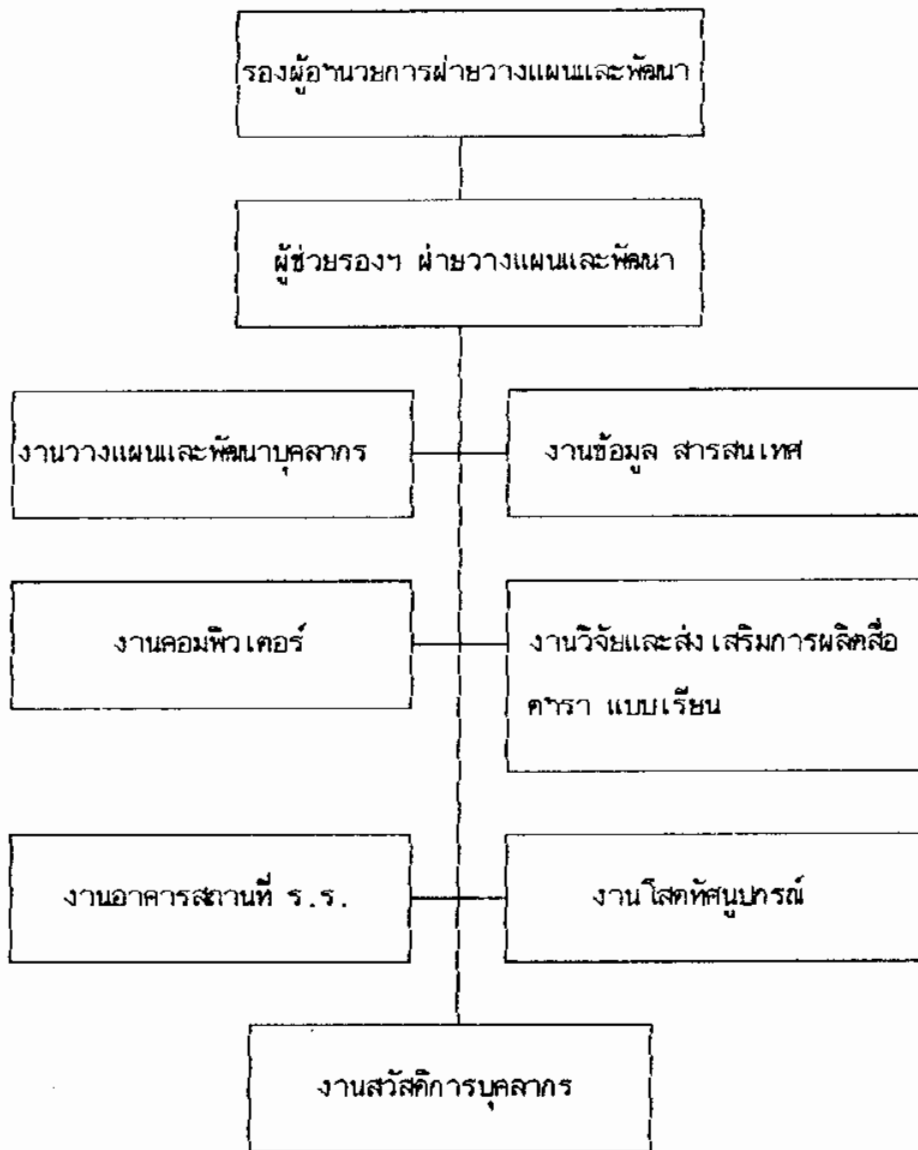 รองผู้อำนวยการฝ่ายวางแผนและพัฒนา
ผู้ช่วยรองฯ ฝ่ายวางแผนและพัฒนา
งานวางแผนและพัฒนาบุคลากร
งานข้อมูล สารสนเทศ
งานคอมพิวเตอร์
งานวิจัยและส่งเสริมการผลิตสื่อ
ตำรา แบบเรียน
งานอาคารสถานที่ ร.ร.
งานโสตทัศนูปกรณ์
งานสวัสดิการบุคลากร